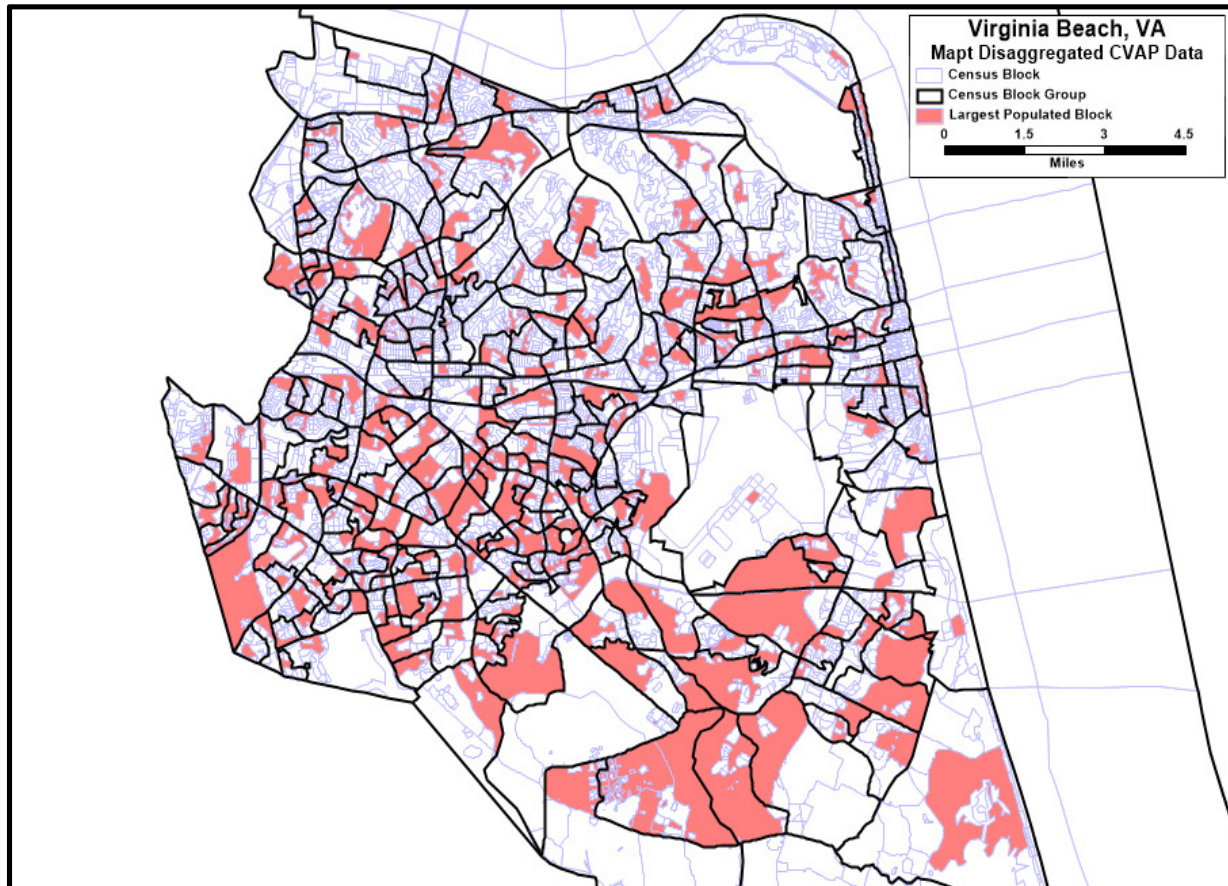 Virginia Beach, VA
Mapt Disaggregated CVAP Data
Census Block
Census Block Group
Largest Populated Block
0 1.5 3 4.5
Miles